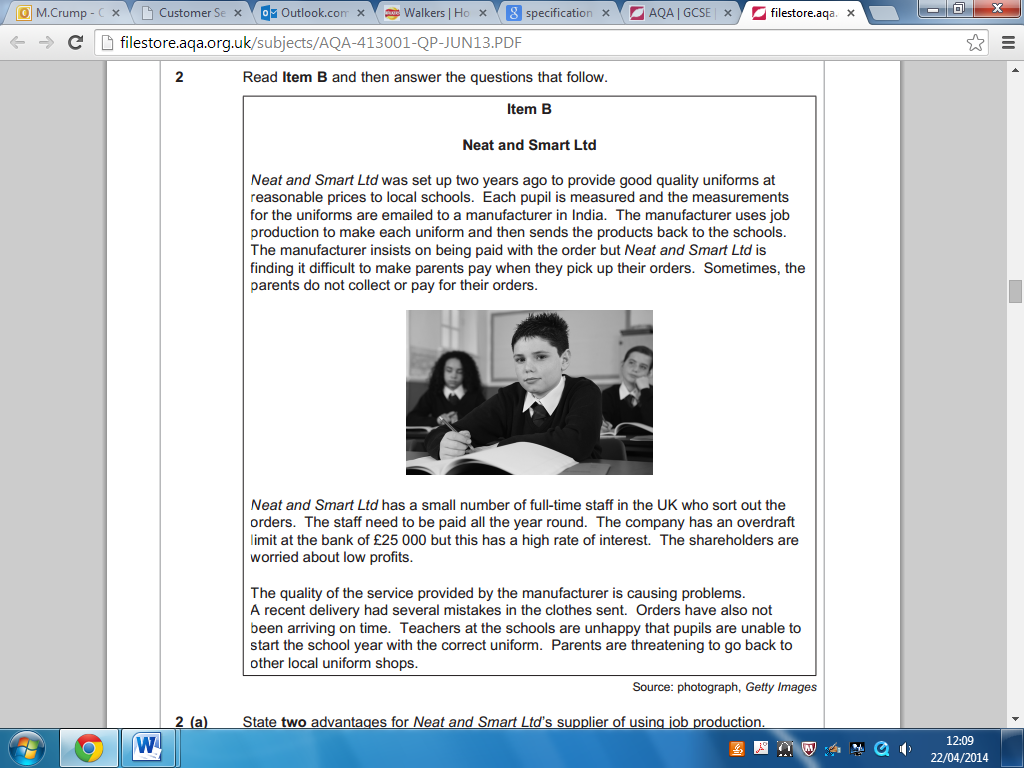 M.Crump - C
Customer Se
Outlook.com
Walkers | Ho
specification
AQA | GCSE |
filestore.aqa.
filestore.aqa.org.uk/subjects/AQA-413001-QP-JUN13.PDF
2 Read Item B and then answer the questions that follow.
Item B
Neat and Smart Ltd
Neat and Smart Ltd was set up two years ago to provide good quality uniforms at
reasonable prices to local schools. Each pupil is measured and the measurements
for the uniforms are emailed to a manufacturer in India. The manufacturer uses job
production to make each uniform and then sends the products back to the schools.
The manufacturer insists on being paid with the order but Neat and Smart Ltd is
finding it difficult to make parents pay when they pick up their orders. Sometimes, the
parents do not collect or pay for their orders.
Neat and Smart Ltd has a small number of full-time staff in the UK who sort out the
orders. The staff need to be paid all the year round. The company has an overdraft
limit at the bank of £25 000 but this has a high rate of interest. The shareholders are
worried about low profits.
The quality of the service provided by the manufacturer is causing problems.
A recent delivery had several mistakes in the clothes sent. Orders have also not
been arriving on time. Teachers at the schools are unhappy that pupils are unable to
start the school year with the correct uniform. Parents are threatening to go back to
other local uniform shops.
Source: photograph, Getty Images
2 (a) State two advantages for Neat and Smart Ltd's supplier of using job production.
12:09
22/04/2014